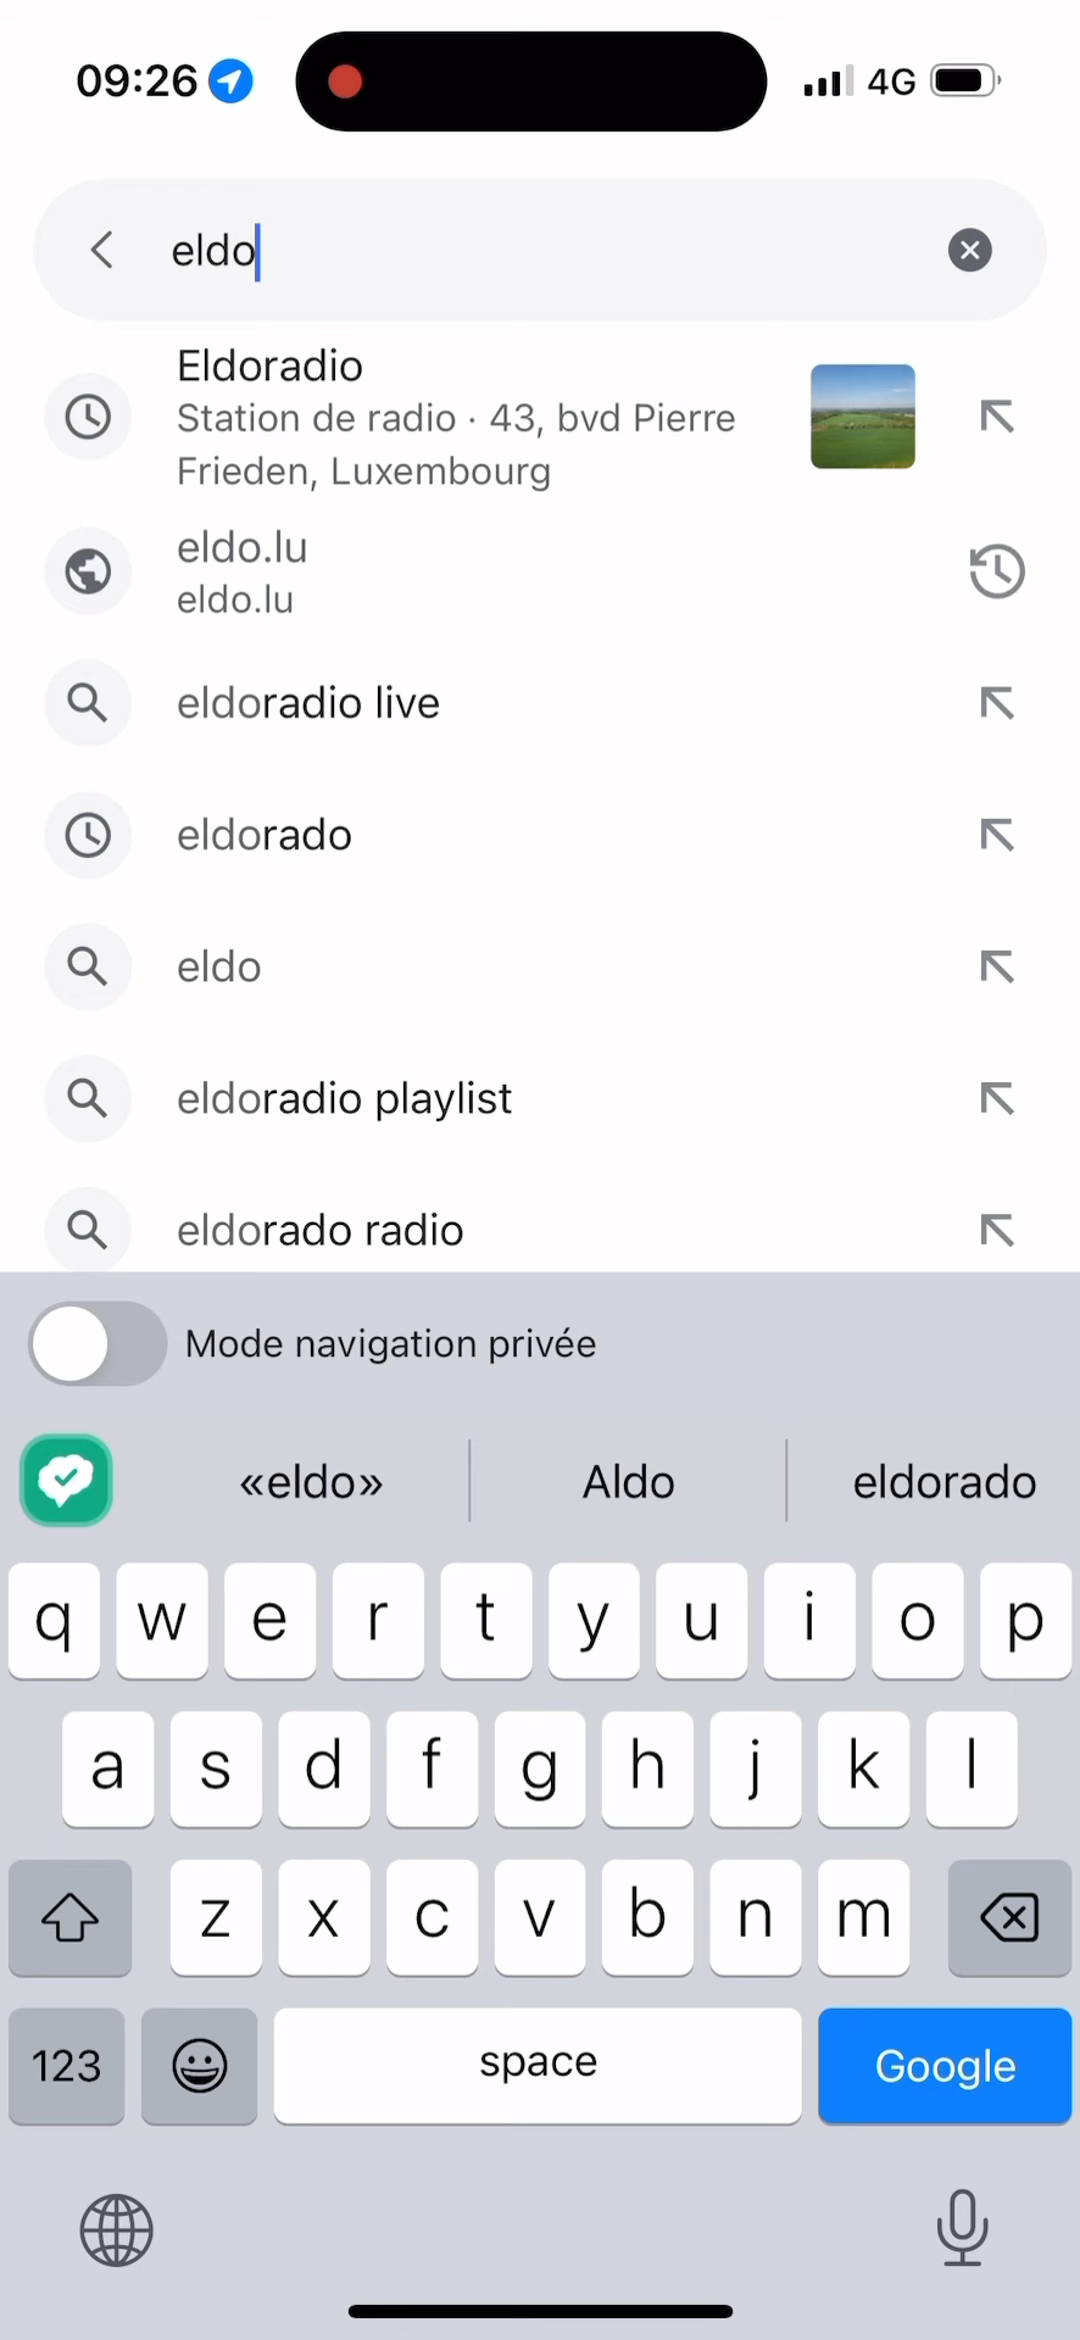 09:26
4G
eldo
Eldoradio
Station de radio · 43, bvd Pierre
Frieden, Luxembourg
eldo.lu
eldo.lu
eldoradio live
eldorado
eldo
eldoradio playlist
eldorado radio
Mode navigation privée
«eldo» Aldo eldorado
q w e r t y u i o p
a s d f g h j k l
z x c v b n m
123 space Google